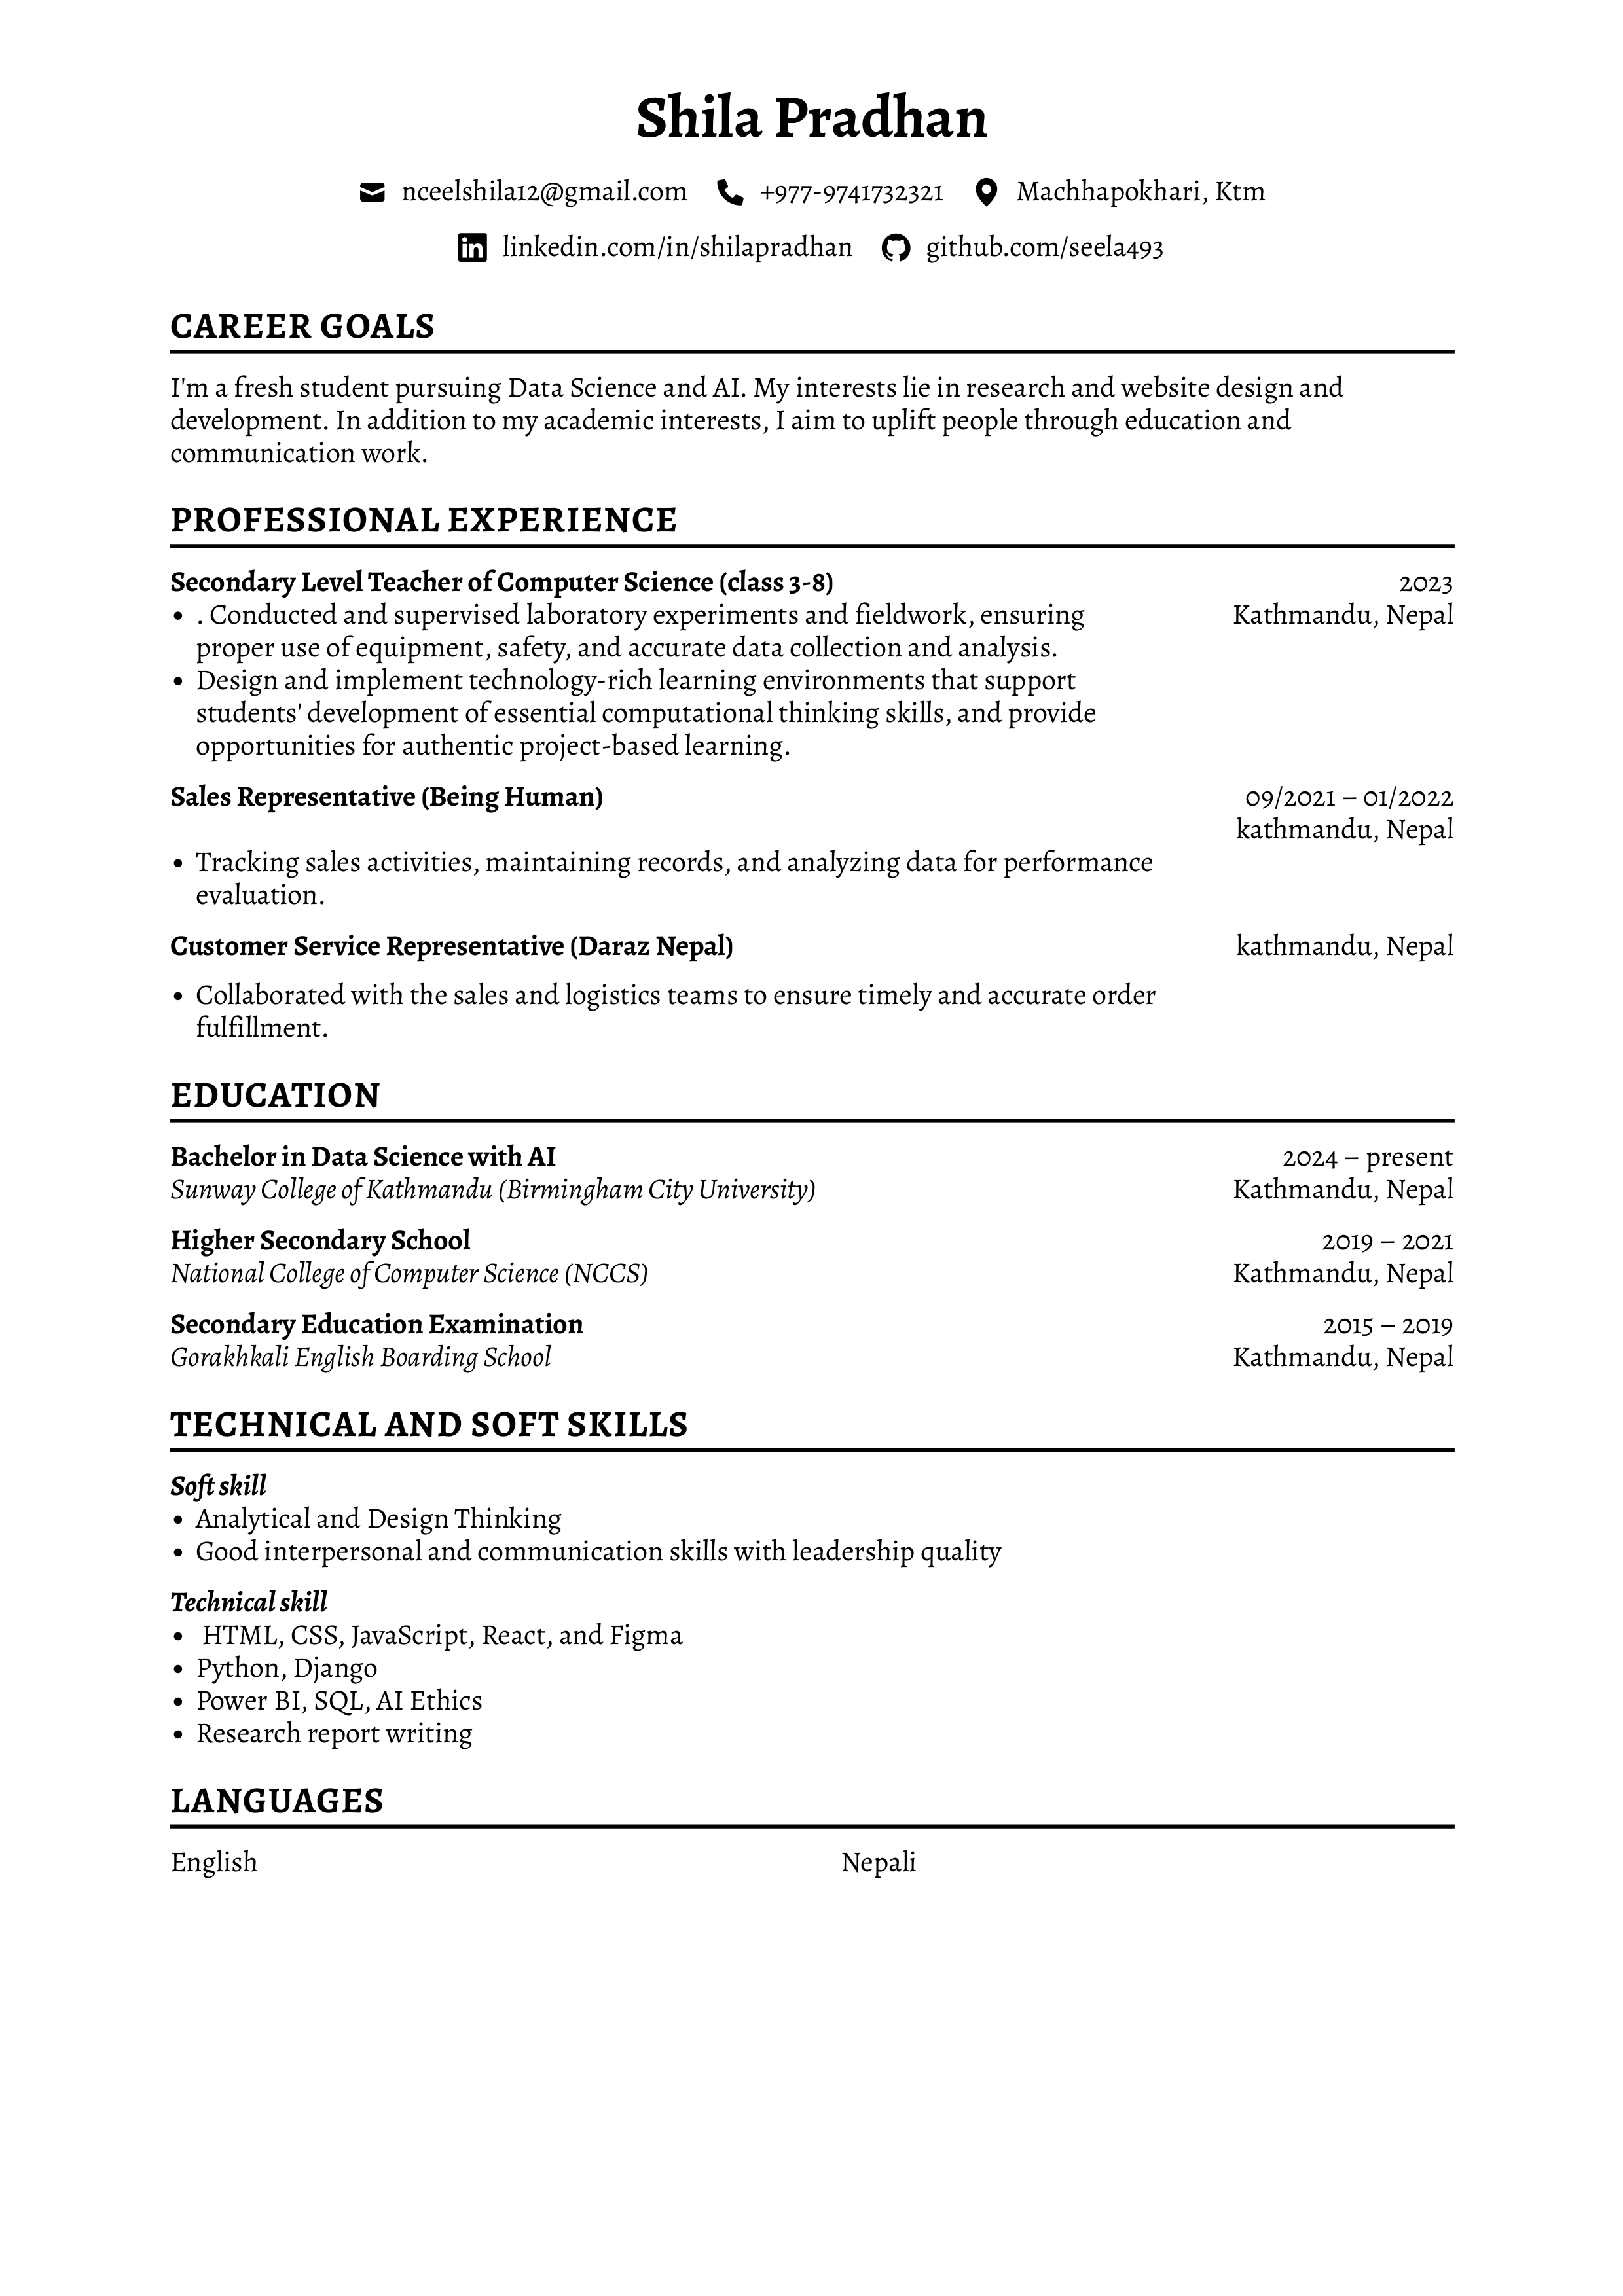 Shila Pradhan
nceelshila12@gmail.com +977-9741732321 Machhapokhari, Ktm
linkedin.com/in/shilapradhan github.com/seela493
CAREER GOALS
I'm a fresh student pursuing Data Science and AI. My interests lie in research and website design and
development. In addition to my academic interests, I aim to uplift people through education and
communication work.
PROFESSIONAL EXPERIENCE
Secondary Level Teacher of Computer Science (class 3-8) 2023
• . Conducted and supervised laboratory experiments and fieldwork, ensuring Kathmandu, Nepal
proper use of equipment, safety, and accurate data collection and analysis.
• Design and implement technology-rich learning environments that support
students' development of essential computational thinking skills, and provide
opportunities for authentic project-based learning.
Sales Representative (Being Human) 09/2021 – 01/2022
kathmandu, Nepal
• Tracking sales activities, maintaining records, and analyzing data for performance
evaluation.
Customer Service Representative (Daraz Nepal) kathmandu, Nepal
• Collaborated with the sales and logistics teams to ensure timely and accurate order
fulfillment.
EDUCATION
Bachelor in Data Science with AI 2024 – present
Sunway College of Kathmandu (Birmingham City University) Kathmandu, Nepal
Higher Secondary School 2019 – 2021
National College of Computer Science (NCCS) Kathmandu, Nepal
Secondary Education Examination 2015 – 2019
Gorakhkali English Boarding School Kathmandu, Nepal
TECHNICAL AND SOFT SKILLS
Soft skill
• Analytical and Design Thinking
• Good interpersonal and communication skills with leadership quality
Technical skill
• HTML, CSS, JavaScript, React, and Figma
• Python, Django
• Power BI, SQL, AI Ethics
• Research report writing
LANGUAGES
English Nepali